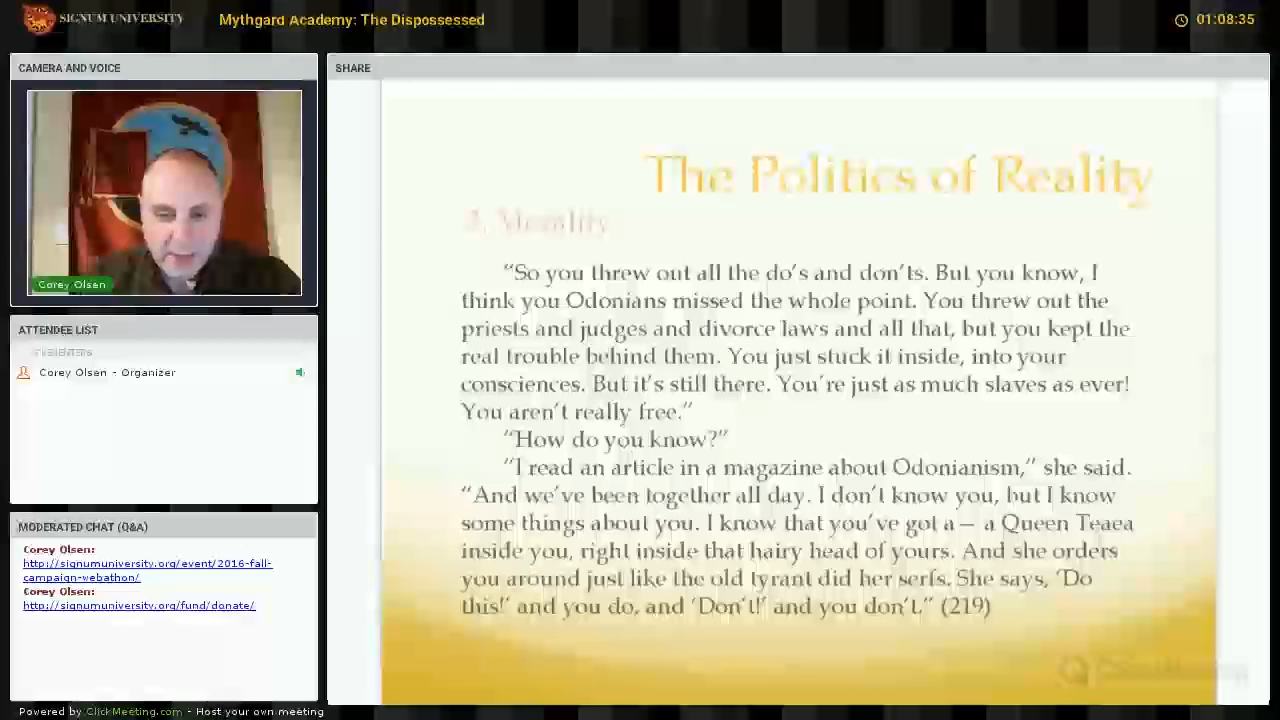 SIGNUM UNIVERSITY
Mythgard Academy: The Dispossessed
01:08:35
CAMERA AND VOICE
Corey Olsen
ATTENDEE LIST
Corey Olsen - Organizer
MODERATED CHAT (Q&A)
Corey Olsen:
http://signumuniversity.org/event/2016-fall-
campaign-webathon/
Corey Olsen:
http://signumuniversity.org/fund/donate/
Powered by ClickMeeting.com - Host your own meeting
SHARE
The Politics of Reality
“So you threw out all the do’s and don’ts. But you know, I
think you Odonians missed the whole point. You threw out the
priests and judges and divorce laws and all that, but you kept the
real trouble behind them. You just stuck it inside, into your
consciences. But it’s still there. You’re just as much slaves as ever!
You aren’t really free.”
“How do you know?”
“I read an article in a magazine about Odonianism,” she said.
“And we’ve been together all day. I don’t know you, but I know
some things about you. I know that you’ve got a — a Queen Teaea
inside you, right inside that hairy head of yours. And she orders
you around just like the old tyrant did her serfs. She says, ‘Do
this!’ and you do, and ‘Don’t!’ and you don’t.” (219)